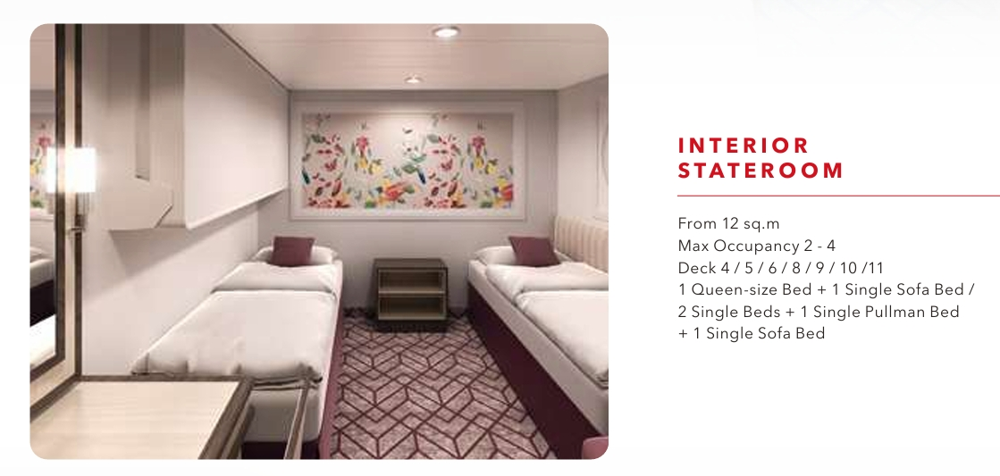 INTERIOR
STATEROOM
From 12 sq.m
Max Occupancy 2 - 4
Deck 4 / 5 / 6 / 8 / 9 / 10 /11
1 Queen-size Bed + 1 Single Sofa Bed /
2 Single Beds + 1 Single Pullman Bed
+ 1 Single Sofa Bed